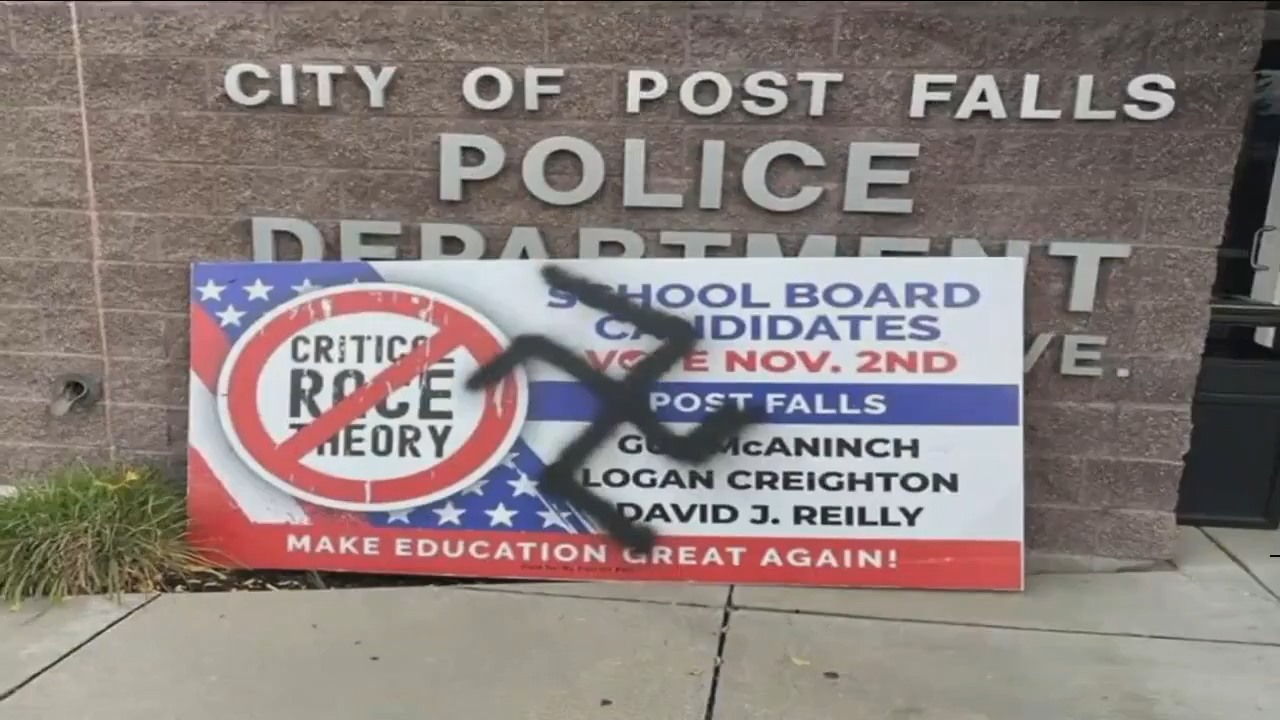 CITY OF POST FALLS
POLICE
DEPARTMENT
VE.
CRITICAL
RACE
THEORY
SCHOOL BOARD
CANDIDATES
VOTE NOV. 2ND
POST FALLS
McANINCH
LOGAN CREIGHTON
DAVID J. REILLY
MAKE EDUCATION GREAT AGAIN!